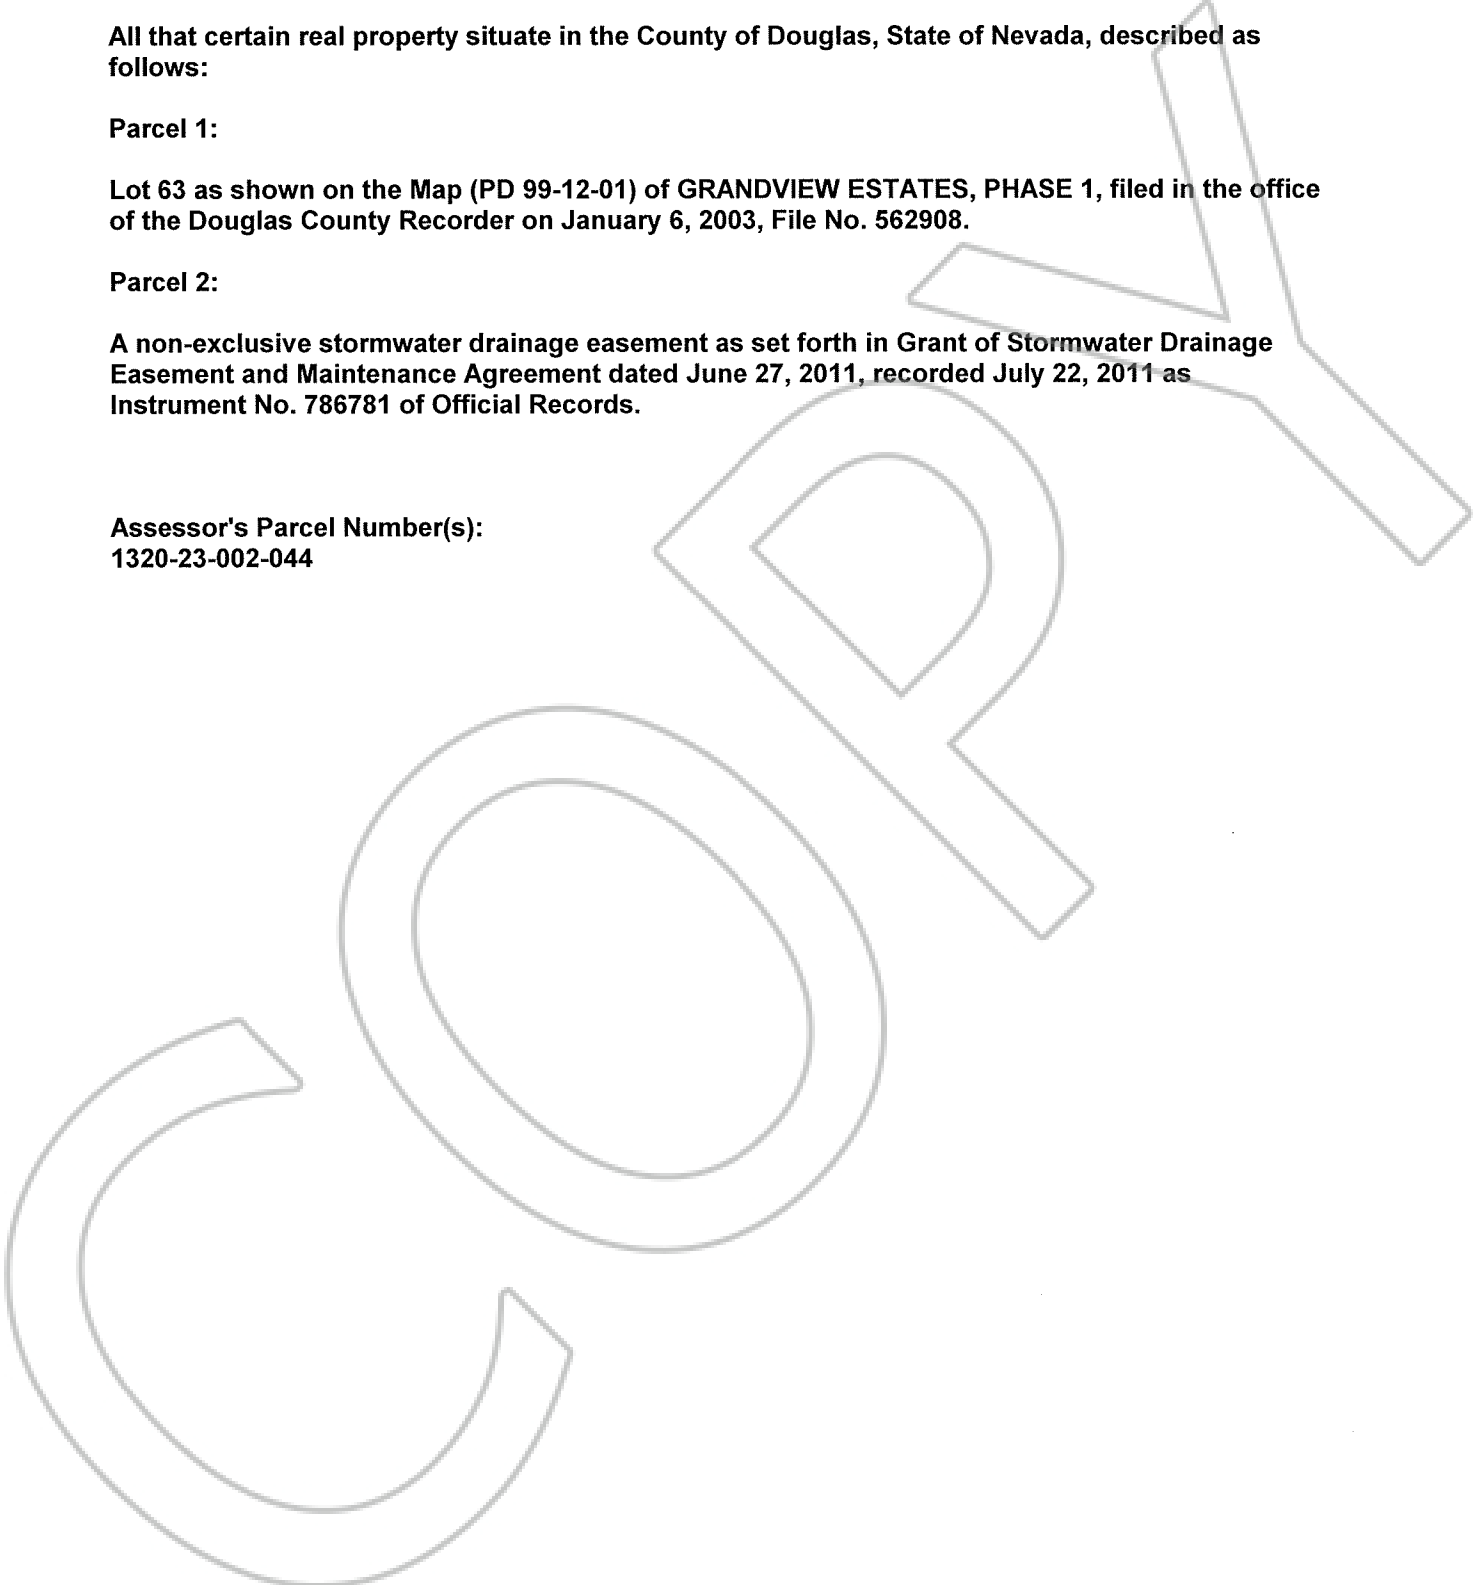 All that certain real property situate in the County of Douglas, State of Nevada, described as
follows:
Parcel 1:
Lot 63 as shown on the Map (PD 99-12-01) of GRANDVIEW ESTATES, PHASE 1, filed in the office
of the Douglas County Recorder on January 6, 2003, File No. 562908.
Parcel 2:
A non-exclusive stormwater drainage easement as set forth in Grant of Stormwater Drainage
Easement and Maintenance Agreement dated June 27, 2011, recorded July 22, 2011 as
Instrument No. 786781 of Official Records.
Assessor's Parcel Number(s):
1320-23-002-044
COPY